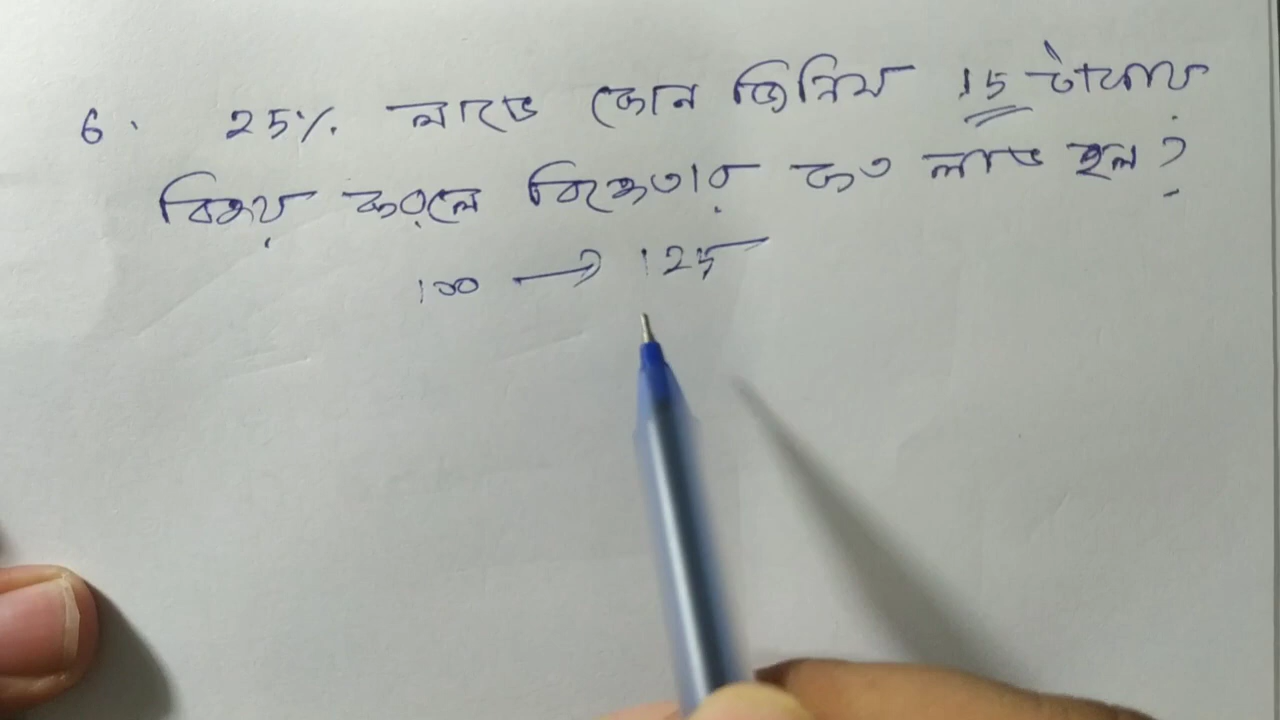 6. 25% লাভে কোন জিনিষ 15 টাকায়
বিক্রয় করলে বিক্রেতার কত লাভ হল ?
100 → 125